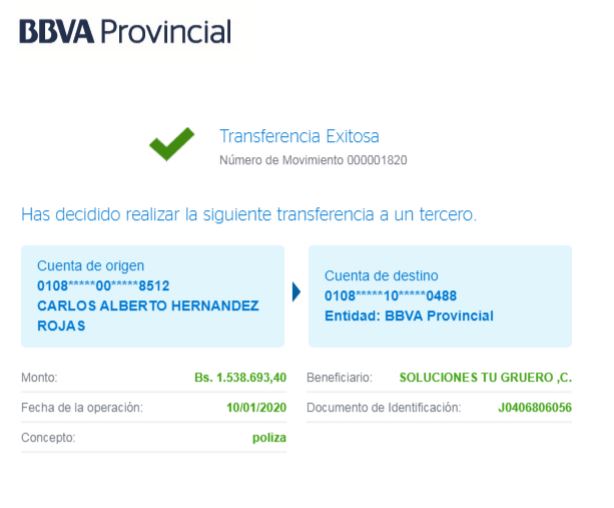 BBVA Provincial
Transferencia Exitosa
Número de Movimiento 000001820
Has decidido realizar la siguiente transferencia a un tercero.
Cuenta de origen
0108*****00*****8512
CARLOS ALBERTO HERNANDEZ
ROJAS
Cuenta de destino
0108*****10*****0488
Entidad: BBVA Provincial
Monto: Bs. 1.538.693,40
Fecha de la operación: 10/01/2020
Concepto: poliza
Beneficiario: SOLUCIONES TU GRUERO ,C.
Documento de Identificación: J0406806056